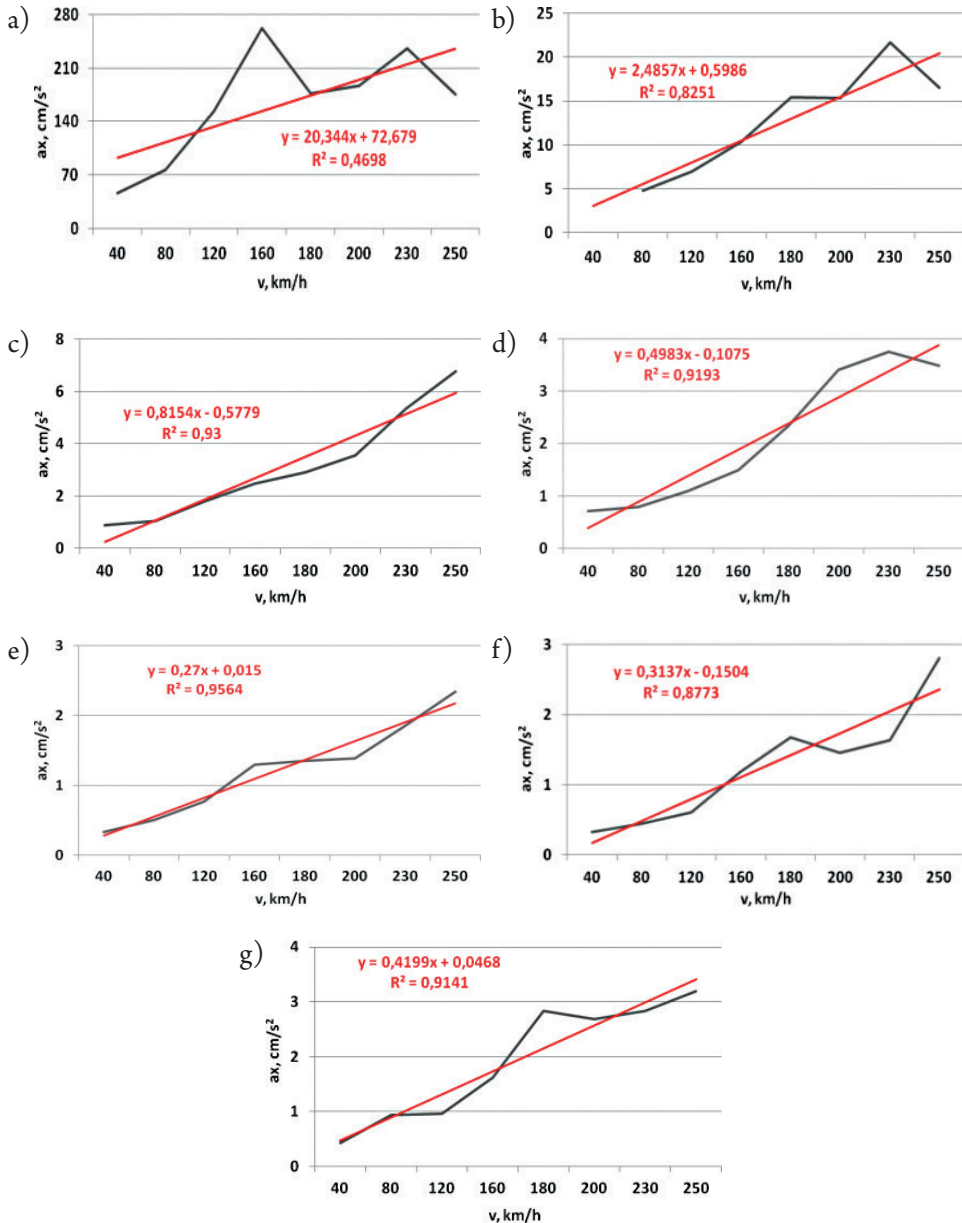 a)
280
210
140
70
0
ax, cm/s²
y = 20,344x + 72,679
R² = 0,4698
40 80 120 160 180 200 230 250
v, km/h
b)
25
20
15
10
5
0
ax, cm/s²
y = 2,4857x + 0,5986
R² = 0,8251
40 80 120 160 180 200 230 250
v, km/h
c)
8
6
4
2
0
ax, cm/s²
y = 0,8154x - 0,5779
R² = 0,93
40 80 120 160 180 200 230 250
v, km/h
d)
4
3
2
1
0
ax, cm/s²
y = 0,4983x - 0,1075
R² = 0,9193
40 80 120 160 180 200 230 250
v, km/h
e)
3
2
1
0
ax, cm/s²
y = 0,27x + 0,015
R² = 0,9564
40 80 120 160 180 200 230 250
v, km/h
f)
3
2
1
0
ax, cm/s²
y = 0,3137x - 0,1504
R² = 0,8773
40 80 120 160 180 200 230 250
v, km/h
g)
4
3
2
1
0
ax, cm/s²
y = 0,4199x + 0,0468
R² = 0,9141
40 80 120 160 180 200 230 250
v, km/h